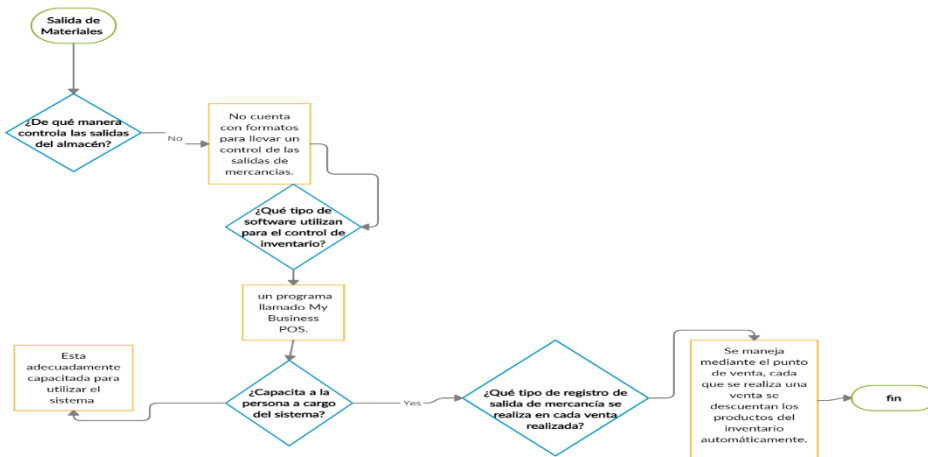 Salida de
Materiales
¿De qué manera
controla las salidas
del almacén?
No
No cuenta
con formatos
para llevar un
control de las
salidas de
mercancias.
¿Qué tipo de
software utilizan
para el control de
inventario?
un programa
llamado My
Business
POS.
Esta
adecuadamente
capacitada para
utilizar el
sistema
¿Capacita a la
persona a cargo
del sistema?
Yes
¿Qué tipo de registro de
salida de mercancía se
realiza en cada venta
realizada?
Se maneja
mediante el punto
de venta, cada
que se realiza una
venta se
descuentan los
productos del
inventario
automáticamente.
fin